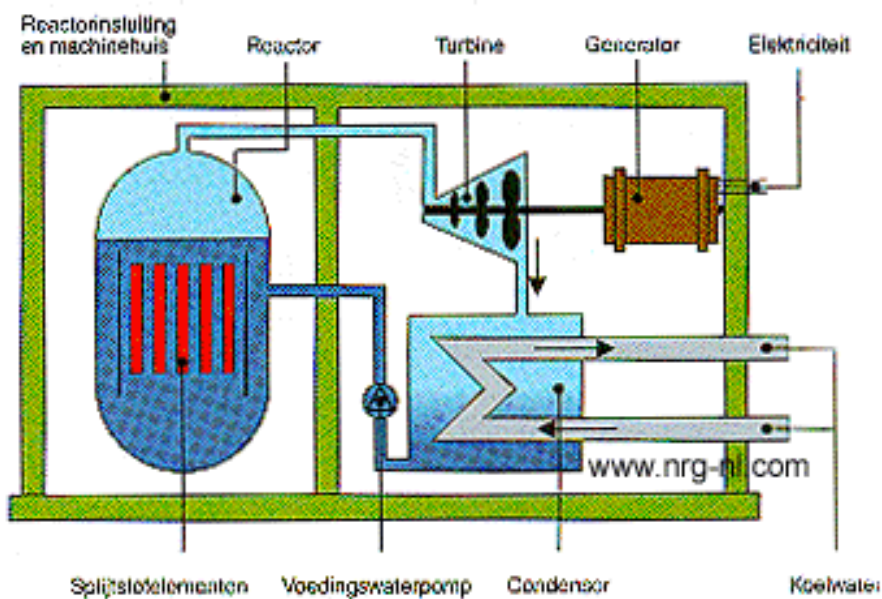 Reactorinsluiting
en machinehuis
Reactor
Turbine
Generator
Elektriciteit
www.nrg-nl.com
Splijtstofelementen
Voedingswaterpomp
Condensor
Koelwater